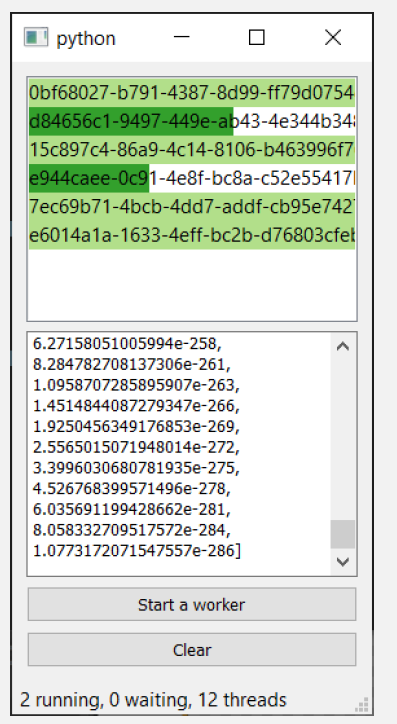 python
0bf68027-b791-4387-8d99-ff79d0754
d84656c1-9497-449e-ab43-4e344b348
15c897c4-86a9-4c14-8106-b463996f7
e944caee-0c91-4e8f-bc8a-c52e55417
7ec69b71-4bcb-4dd7-addf-cb95e742
e6014a1a-1633-4eff-bc2b-d76803cfeb
6.27158051005994e-258,
8.284782708137306e-261,
1.0958707285895907e-263,
1.4514844087279347e-266,
1.9250456349176853e-269,
2.5565015071948014e-272,
3.3996030680781935e-275,
4.526768399571496e-278,
6.035691199428662e-281,
8.058332709517572e-284,
1.0773172071547557e-286]
Start a worker
Clear
2 running, 0 waiting, 12 threads